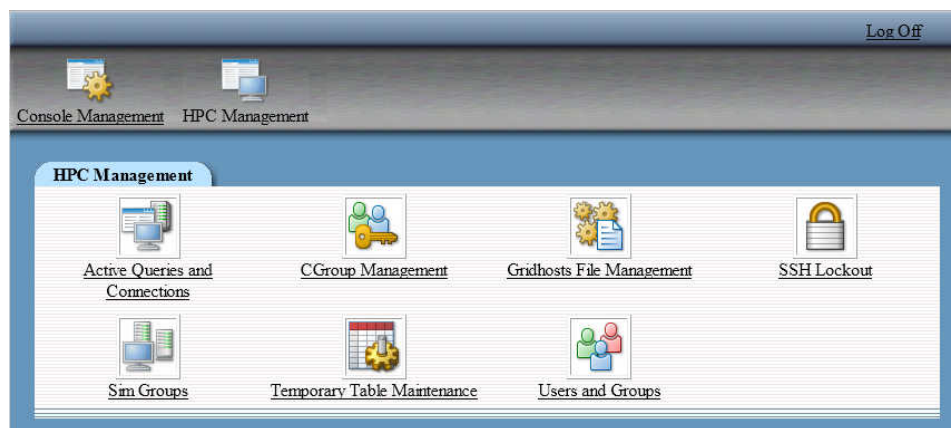 Log Off
Console Management HPC Management
HPC Management
Active Queries and CGroup Management Gridhosts File Management SSH Lockout
Connections
Sim Groups Temporary Table Maintenance Users and Groups